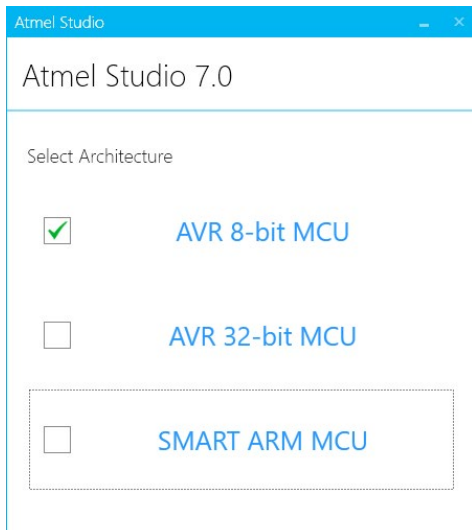 Atmel Studio
Atmel Studio 7.0
Select Architecture
AVR 8-bit MCU
AVR 32-bit MCU
SMART ARM MCU